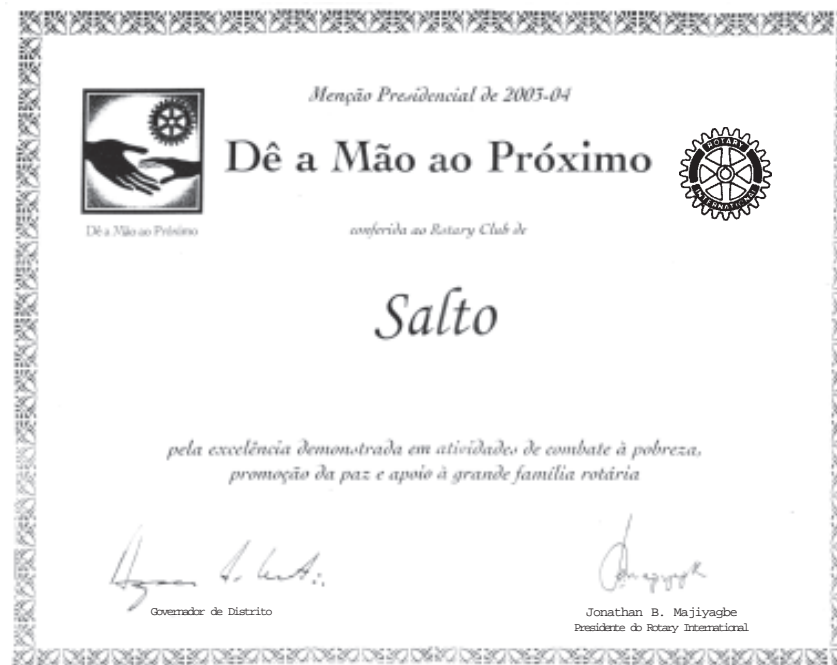 Menção Presidencial de 2003-04
Dê a Mão ao Próximo
ROTARY
INTERNATIONAL
Dê a Mão ao Próximo
conferida ao Rotary Club de
Salto
pela excelência demonstrada em atividades de combate à pobreza,
promoção da paz e apoio à grande família rotária
Governador de Distrito
Jonathan B. Majiyagbe
Presidente do Rotary International